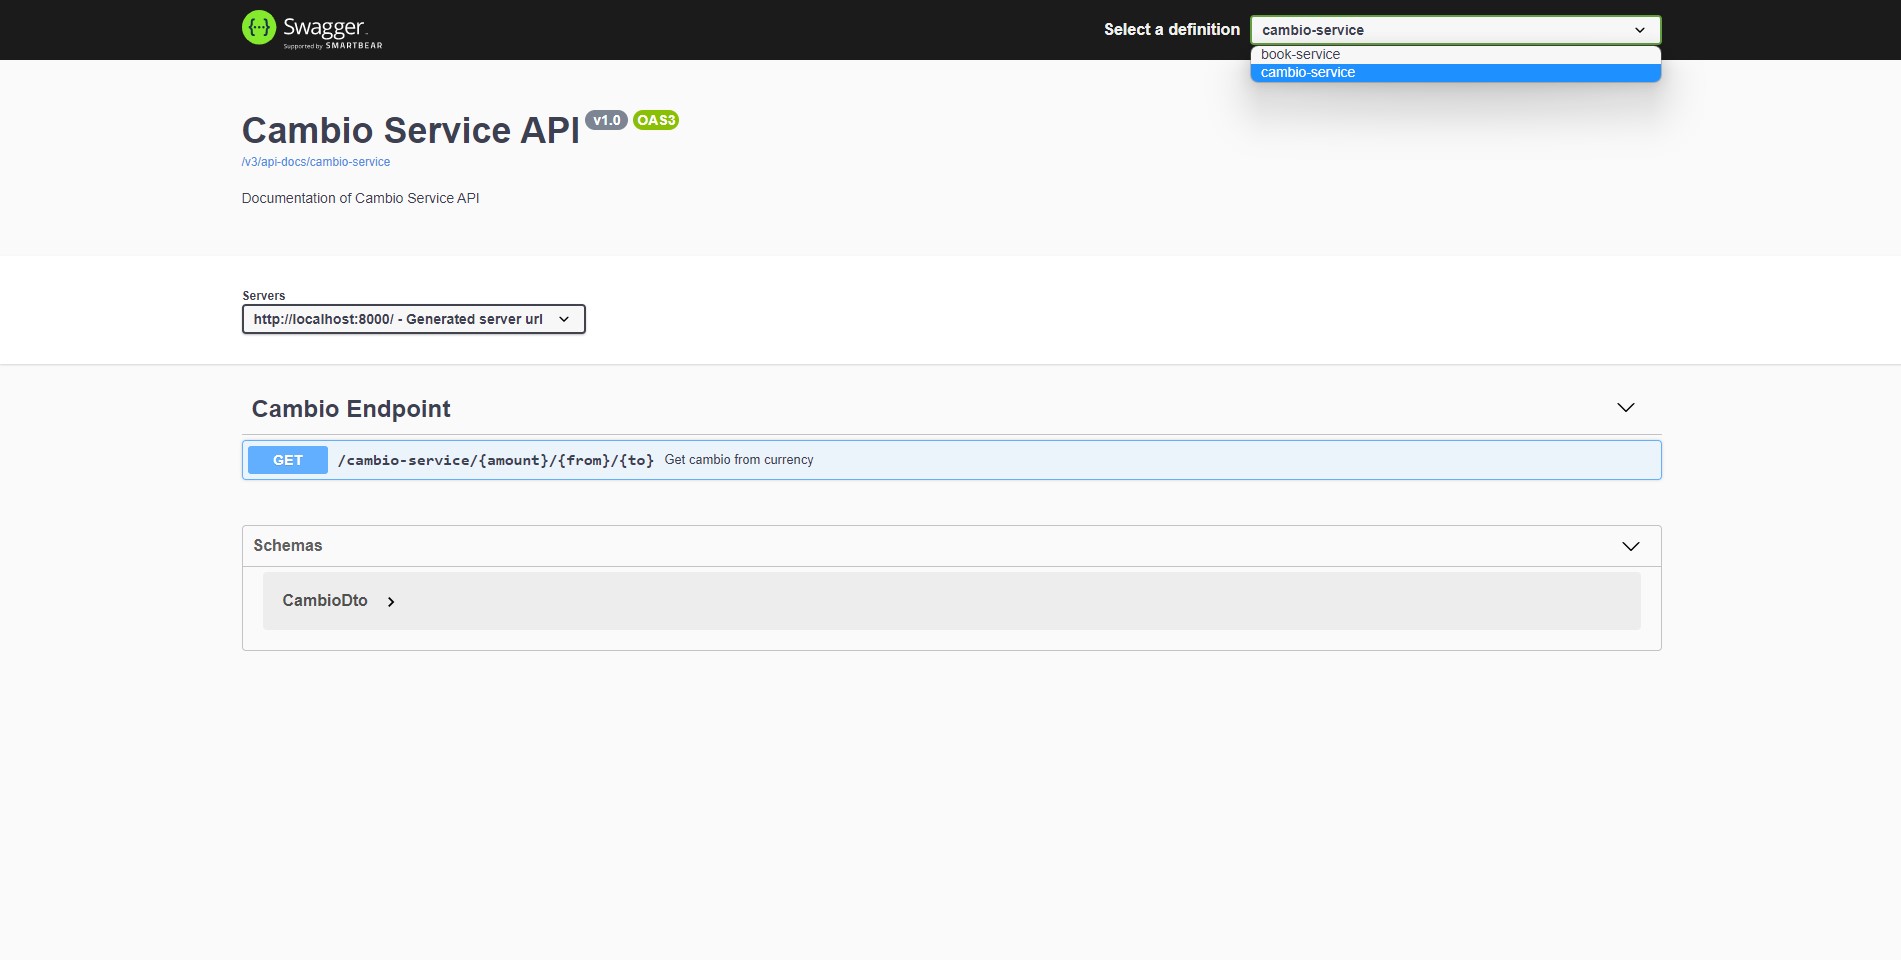 Swagger.
Supported by SMARTBEAR
Select a definition
cambio-service
book-service
cambio-service
Cambio Service API v1.0 OAS3
/v3/api-docs/cambio-service
Documentation of Cambio Service API
Servers
http://localhost:8000/ - Generated server url
Cambio Endpoint
GET /cambio-service/{amount}/{from}/{to} Get cambio from currency
Schemas
CambioDto